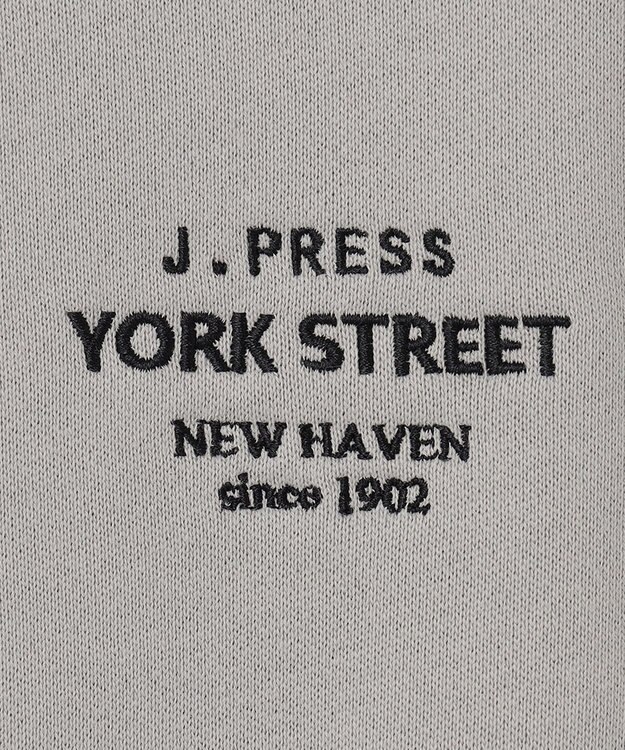 J.PRESS
YORK STREET
NEW HAVEN
since 1902